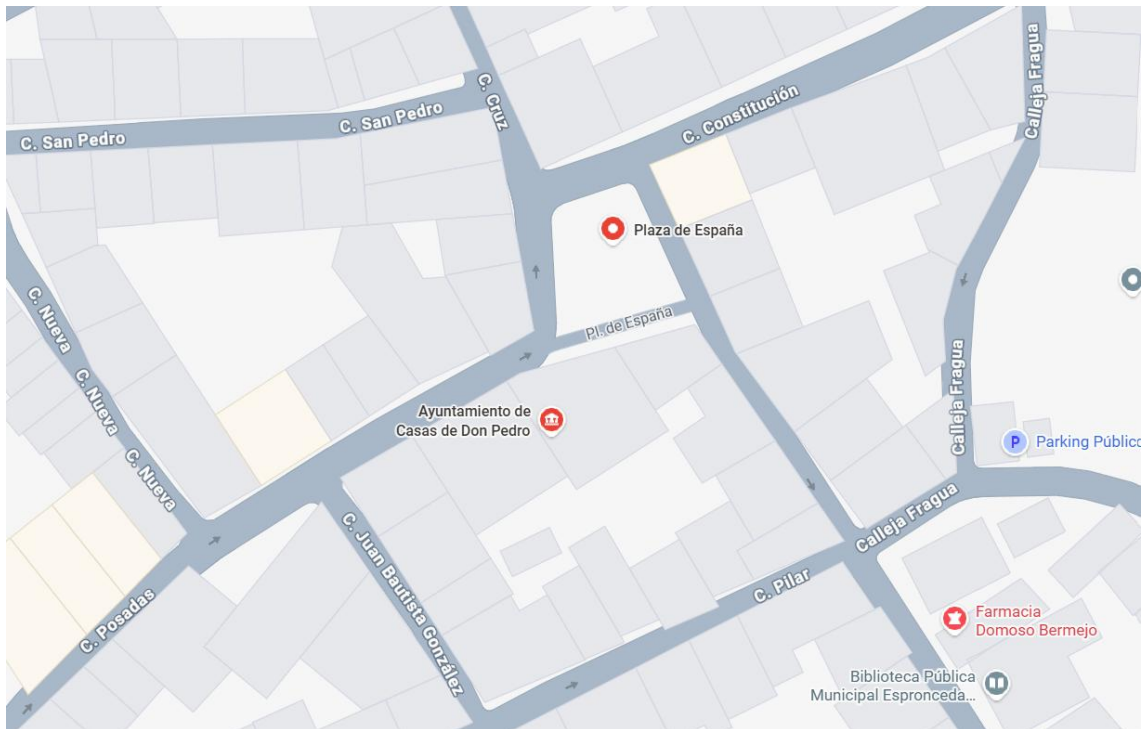 C. San Pedro
C. San Pedro
C. Cruz
C. Constitución
Calleja Fragua
Plaza de España
Pl. de España
C. Nueva
C. Nueva
C. Nueva
Ayuntamiento de
Casas de Don Pedro
Calleja Fragua
P
Parking Público
Calleja Fragua
C. Juan Bautista González
C. Posadas
C. Pilar
Farmacia
Domoso Bermejo
Biblioteca Pública
Municipal Espronceda...